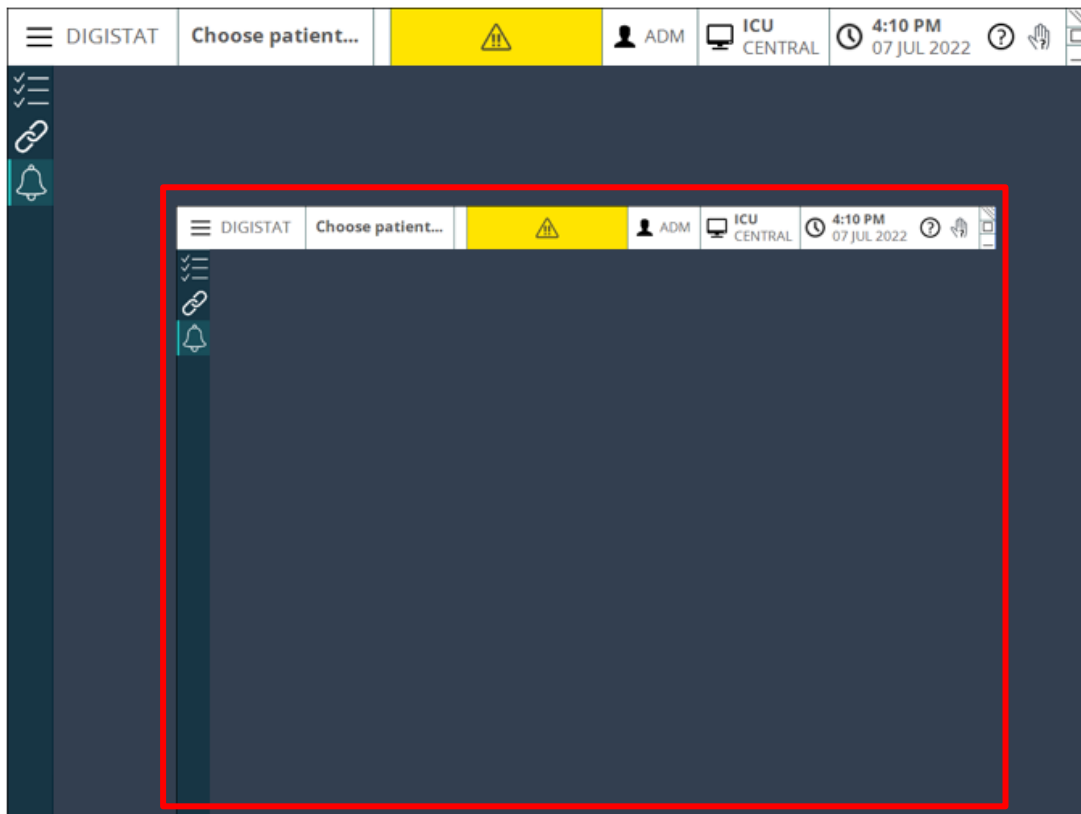 DIGISTAT Choose patient... ADM ICU 4:10 PM
CENTRAL 07 JUL 2022
DIGISTAT Choose patient... ADM ICU 4:10 PM
CENTRAL 07 JUL 2022